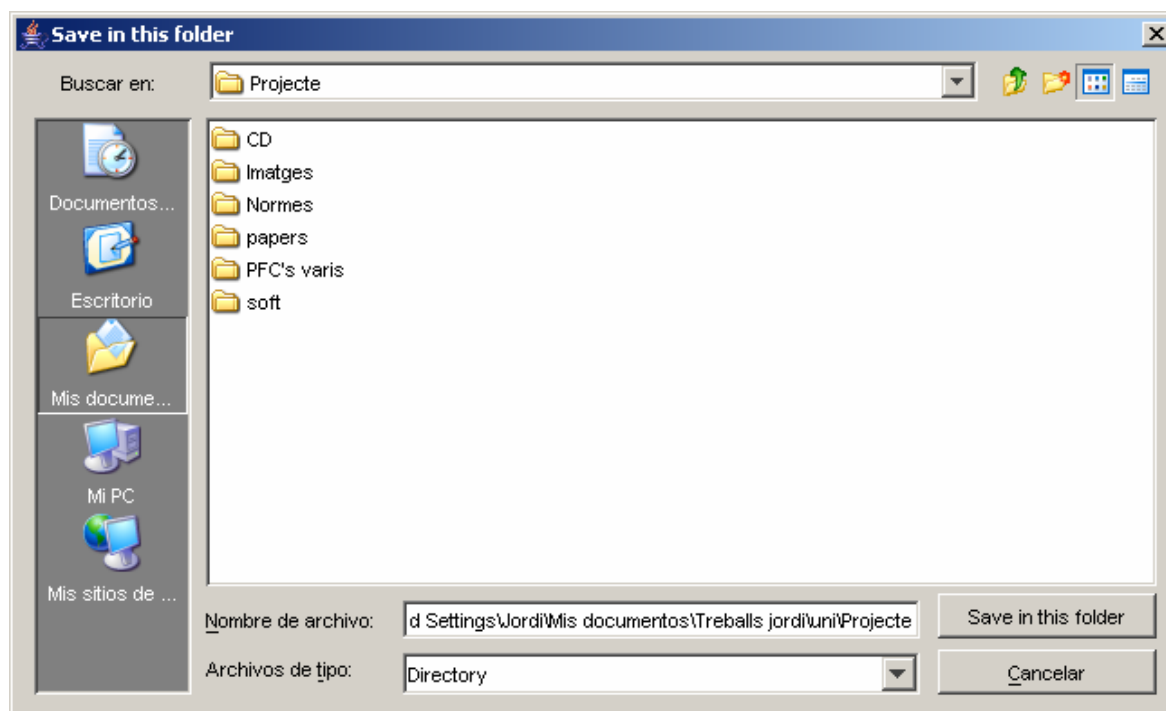 Save in this folder
Buscar en:
Projecte
Documentos...
Escritorio
Mis docume...
Mi PC
Mis sitios de ...
CD
Imatges
Normes
papers
PFC's varis
soft
Nombre de archivo:
d Settings\Jordi\Mis documentos\Treballs jordi\uni\Projecte
Save in this folder
Archivos de tipo:
Directory
Cancelar